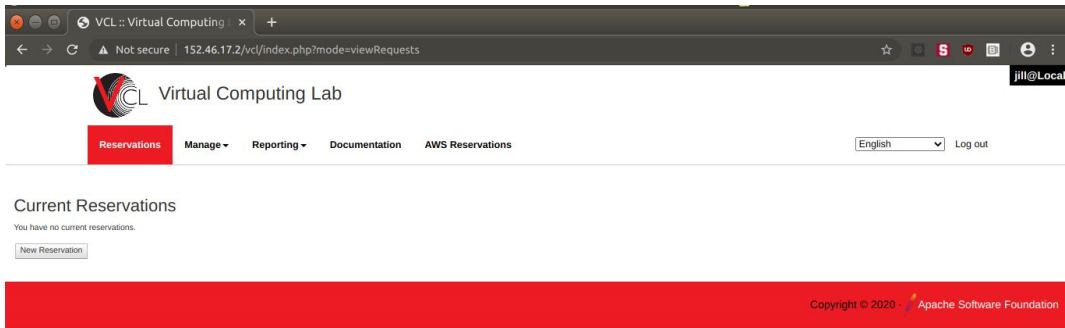 VCL :: Virtual Computing
Not secure | 152.46.17.2/vcl/index.php?mode=viewRequests
jill@Local
VCL Virtual Computing Lab
Reservations Manage Reporting Documentation AWS Reservations English Log out
Current Reservations
You have no current reservations.
New Reservation
Copyright © 2020 - Apache Software Foundation